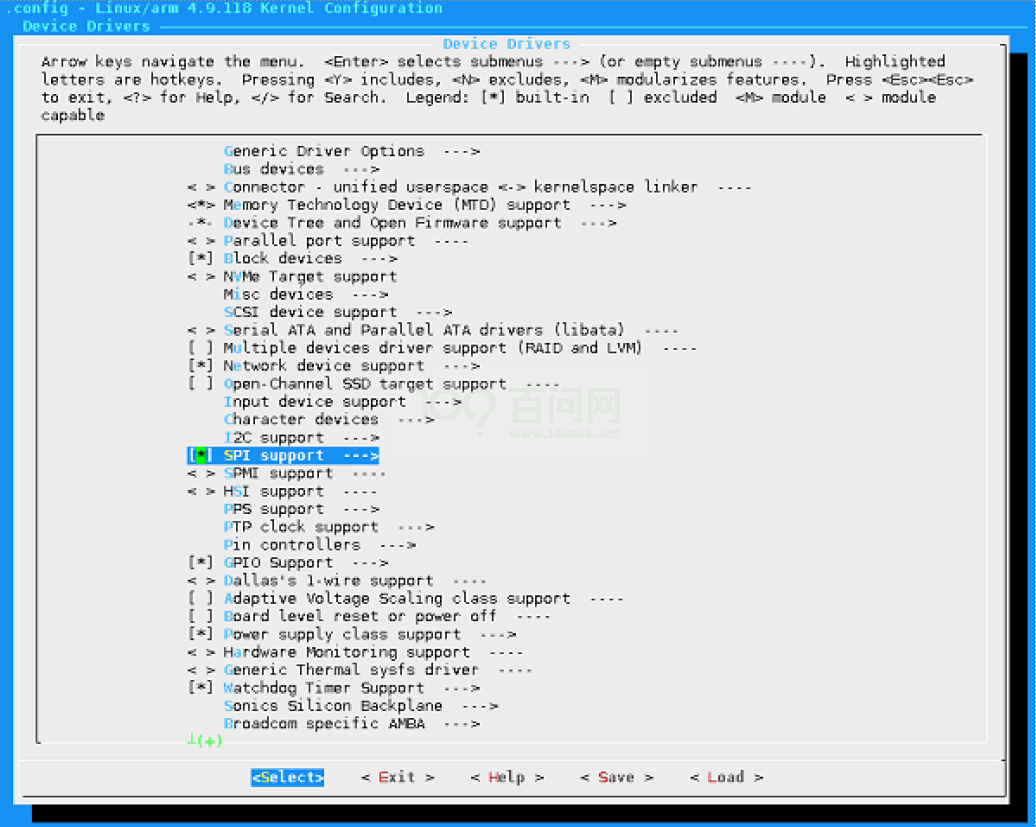 .config - Linux/arm 4.9.118 Kernel Configuration
Device Drivers
Device Drivers
Arrow keys navigate the menu.  <Enter> selects submenus ---> (or empty submenus ----).  Highlighted
letters are hotkeys.  Pressing <Y> includes, <N> excludes, <M> modularizes features.  Press <Esc><Esc>
to exit, <?> for Help, </> for Search.  Legend: [*] built-in  [ ] excluded  <M> module  < > module
capable
Generic Driver Options  --->
Bus devices  --->
< > Connector - unified userspace <-> kernelspace linker  ----
<*> Memory Technology Device (MTD) support  --->
-*- Device Tree and Open Firmware support  --->
< > Parallel port support  ----
[*] Block devices  --->
< > NVMe Target support
Misc devices  --->
SCSI device support  --->
< > Serial ATA and Parallel ATA drivers (libata)  ----
[ ] Multiple devices driver support (RAID and LVM)  ----
[*] Network device support  --->
[ ] Open-Channel SSD target support  ----
Input device support  --->
Character devices  --->
I2C support  --->
[*] SPI support  --->
< > SPMI support  ----
< > HSI support  ----
PPS support  --->
PTP clock support  --->
Pin controllers  --->
[*] GPIO Support  --->
< > Dallas's 1-wire support  ----
[ ] Adaptive Voltage Scaling class support  ----
[ ] Board level reset or power off  ----
[*] Power supply class support  --->
< > Hardware Monitoring support  ----
< > Generic Thermal sysfs driver  ----
[*] Watchdog Timer Support  --->
Sonics Silicon Backplane  --->
Broadcom specific AMBA  --->
┴(+)
<Select>    < Exit >    < Help >    < Save >    < Load >
百问网
www.100ask.net